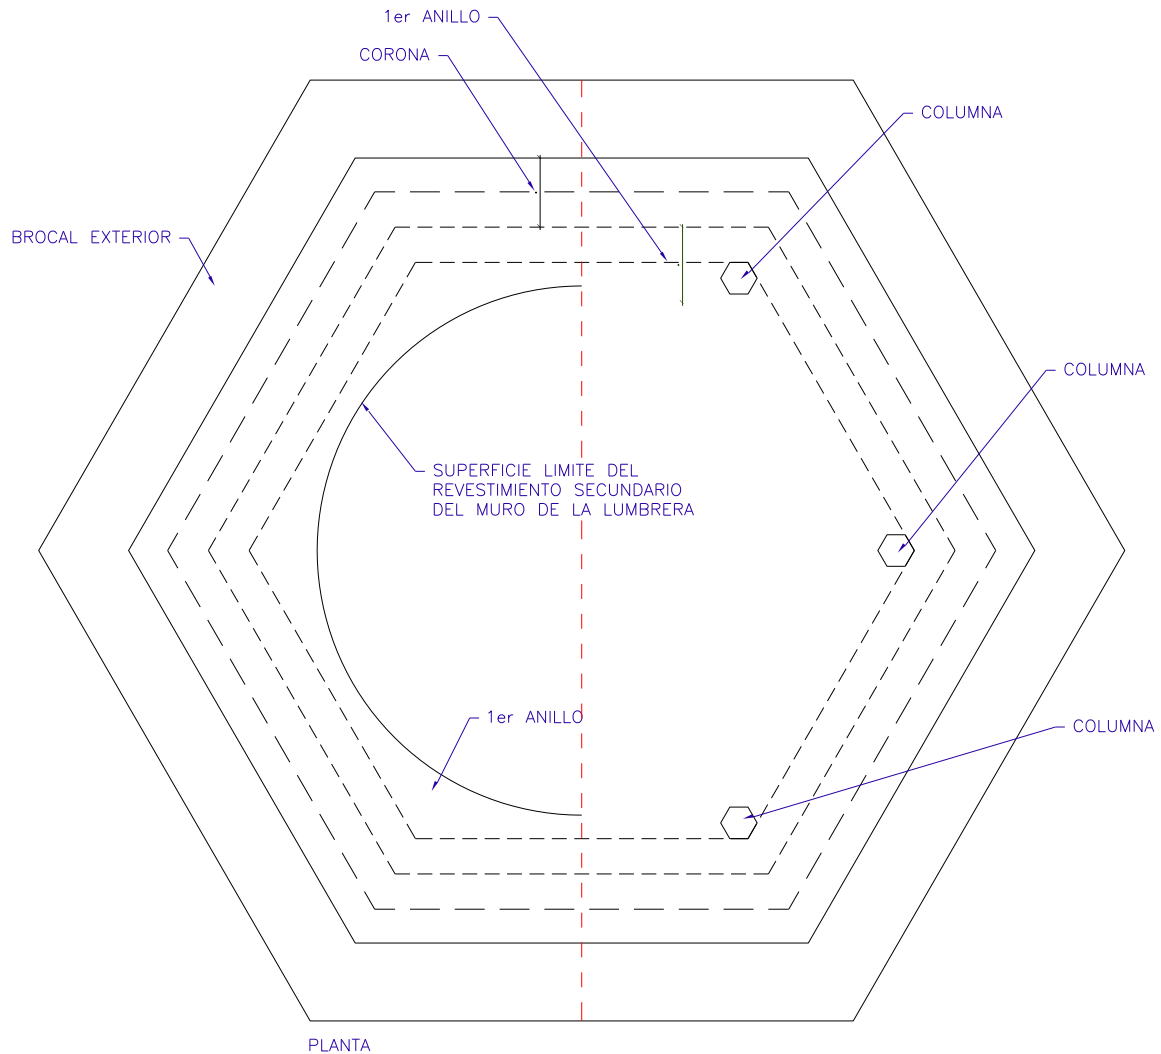 1er ANILLO
CORONA
COLUMNA
BROCAL EXTERIOR
COLUMNA
SUPERFICIE LIMITE DEL
REVESTIMIENTO SECUNDARIO
DEL MURO DE LA LUMBRERA
1er ANILLO
COLUMNA
PLANTA